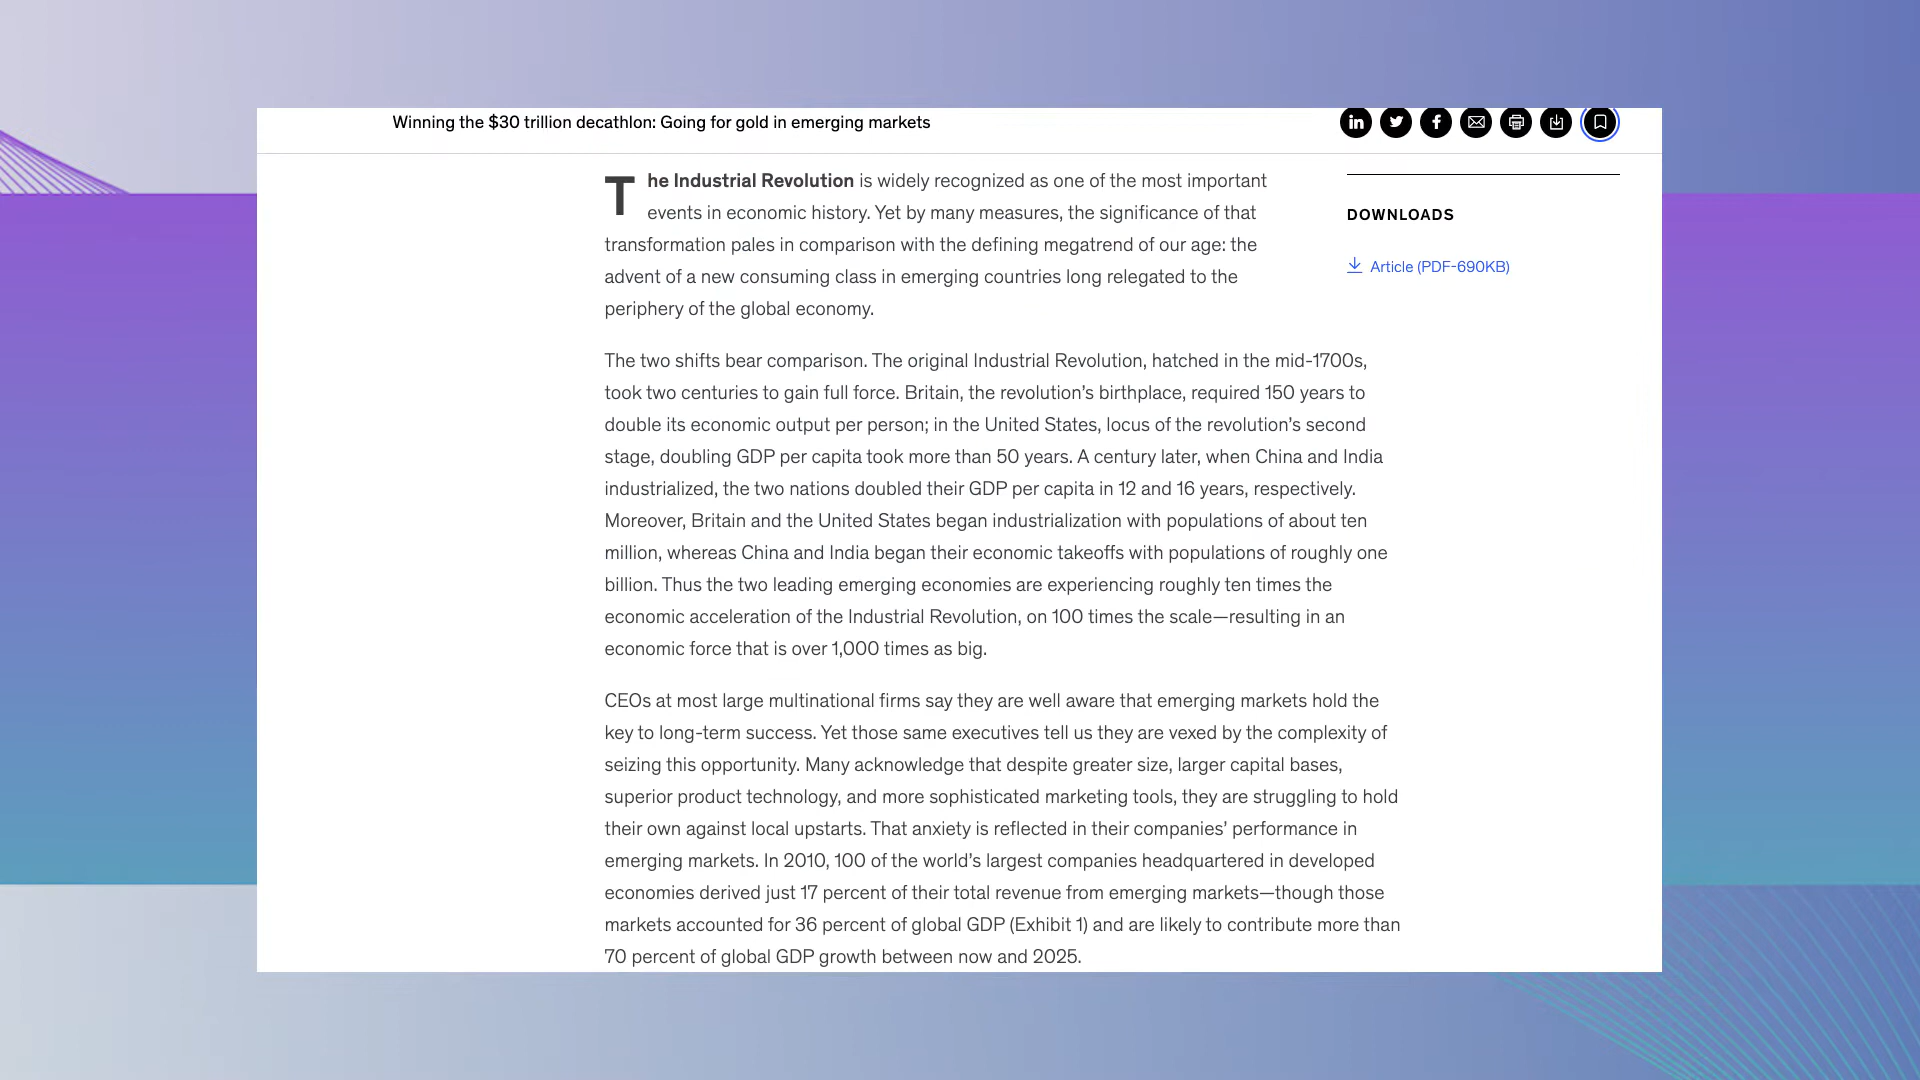 Winning the $30 trillion decathlon: Going for gold in emerging markets
The Industrial Revolution is widely recognized as one of the most important
events in economic history. Yet by many measures, the significance of that
transformation pales in comparison with the defining megatrend of our age: the
advent of a new consuming class in emerging countries long relegated to the
periphery of the global economy.
The two shifts bear comparison. The original Industrial Revolution, hatched in the mid-1700s,
took two centuries to gain full force. Britain, the revolution’s birthplace, required 150 years to
double its economic output per person; in the United States, locus of the revolution’s second
stage, doubling GDP per capita took more than 50 years. A century later, when China and India
industrialized, the two nations doubled their GDP per capita in 12 and 16 years, respectively.
Moreover, Britain and the United States began industrialization with populations of about ten
million, whereas China and India began their economic takeoffs with populations of roughly one
billion. Thus the two leading emerging economies are experiencing roughly ten times the
economic acceleration of the Industrial Revolution, on 100 times the scale—resulting in an
economic force that is over 1,000 times as big.
CEOs at most large multinational firms say they are well aware that emerging markets hold the
key to long-term success. Yet those same executives tell us they are vexed by the complexity of
seizing this opportunity. Many acknowledge that despite greater size, larger capital bases,
superior product technology, and more sophisticated marketing tools, they are struggling to hold
their own against local upstarts. That anxiety is reflected in their companies’ performance in
emerging markets. In 2010, 100 of the world’s largest companies headquartered in developed
economies derived just 17 percent of their total revenue from emerging markets—though those
markets accounted for 36 percent of global GDP (Exhibit 1) and are likely to contribute more than
70 percent of global GDP growth between now and 2025.
DOWNLOADS
Article (PDF-690KB)